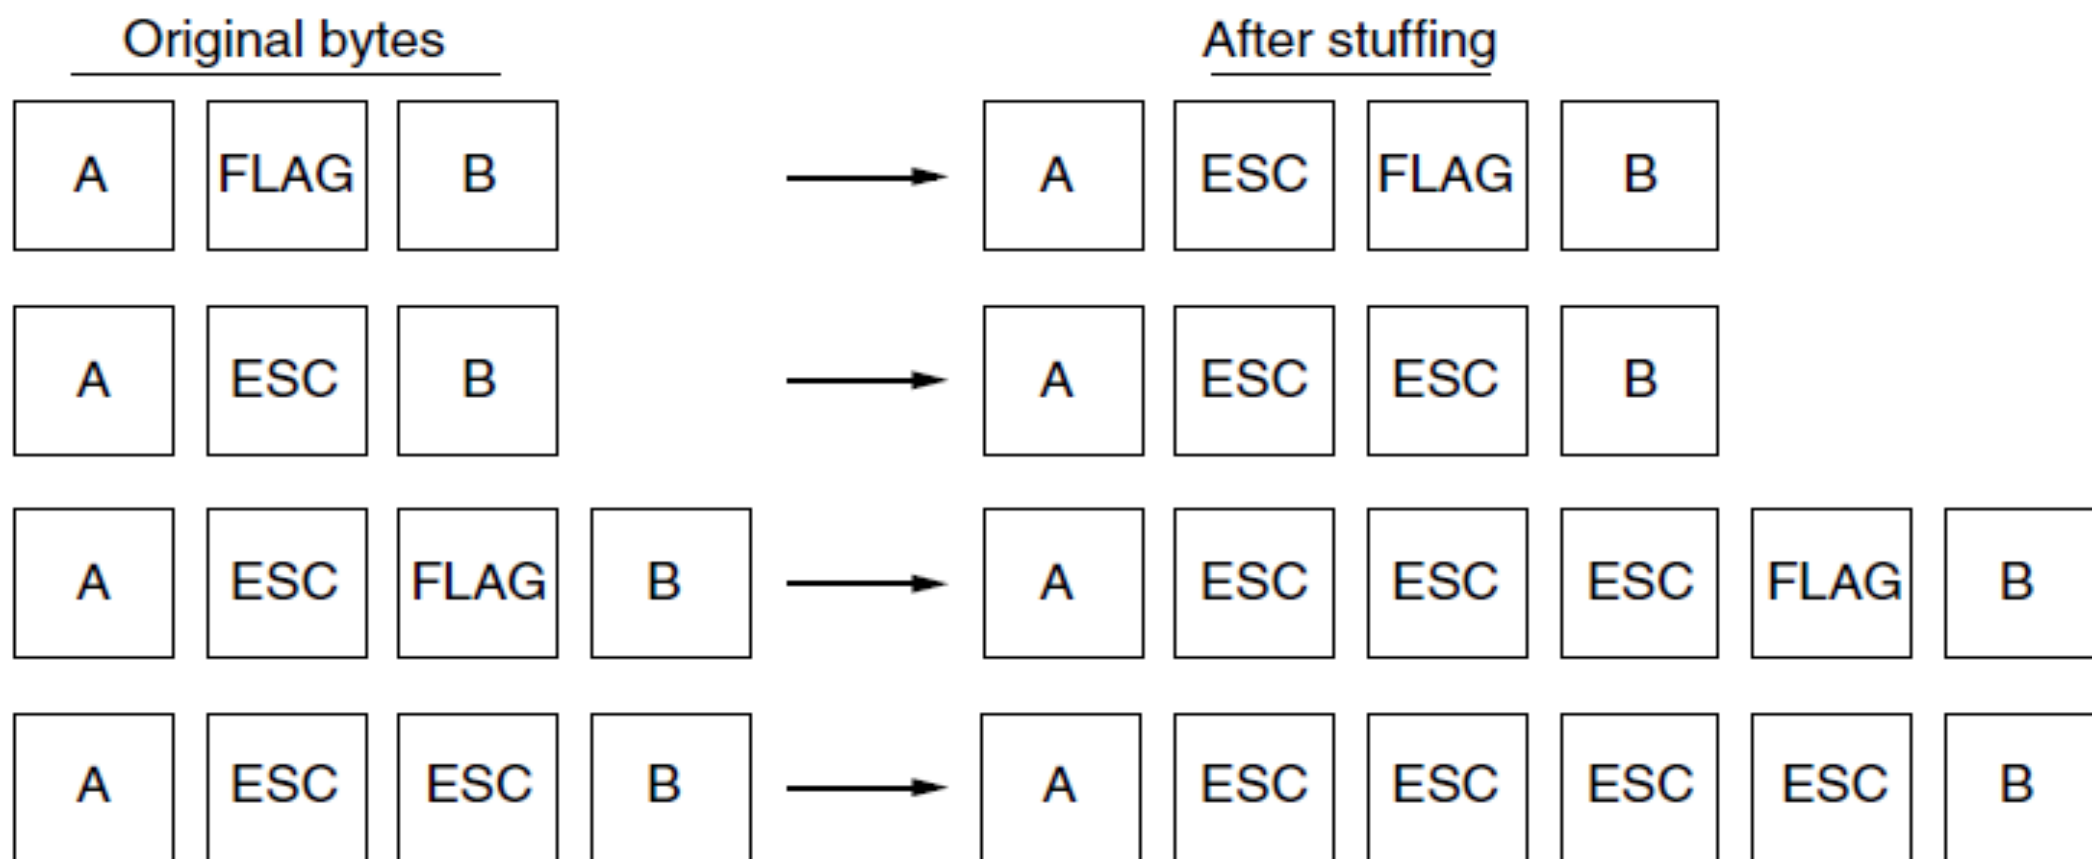 Original bytes After stuffing
A FLAG B A ESC FLAG B
A ESC B A ESC ESC B
A ESC FLAG B A ESC ESC ESC FLAG B
A ESC ESC B A ESC ESC ESC ESC B